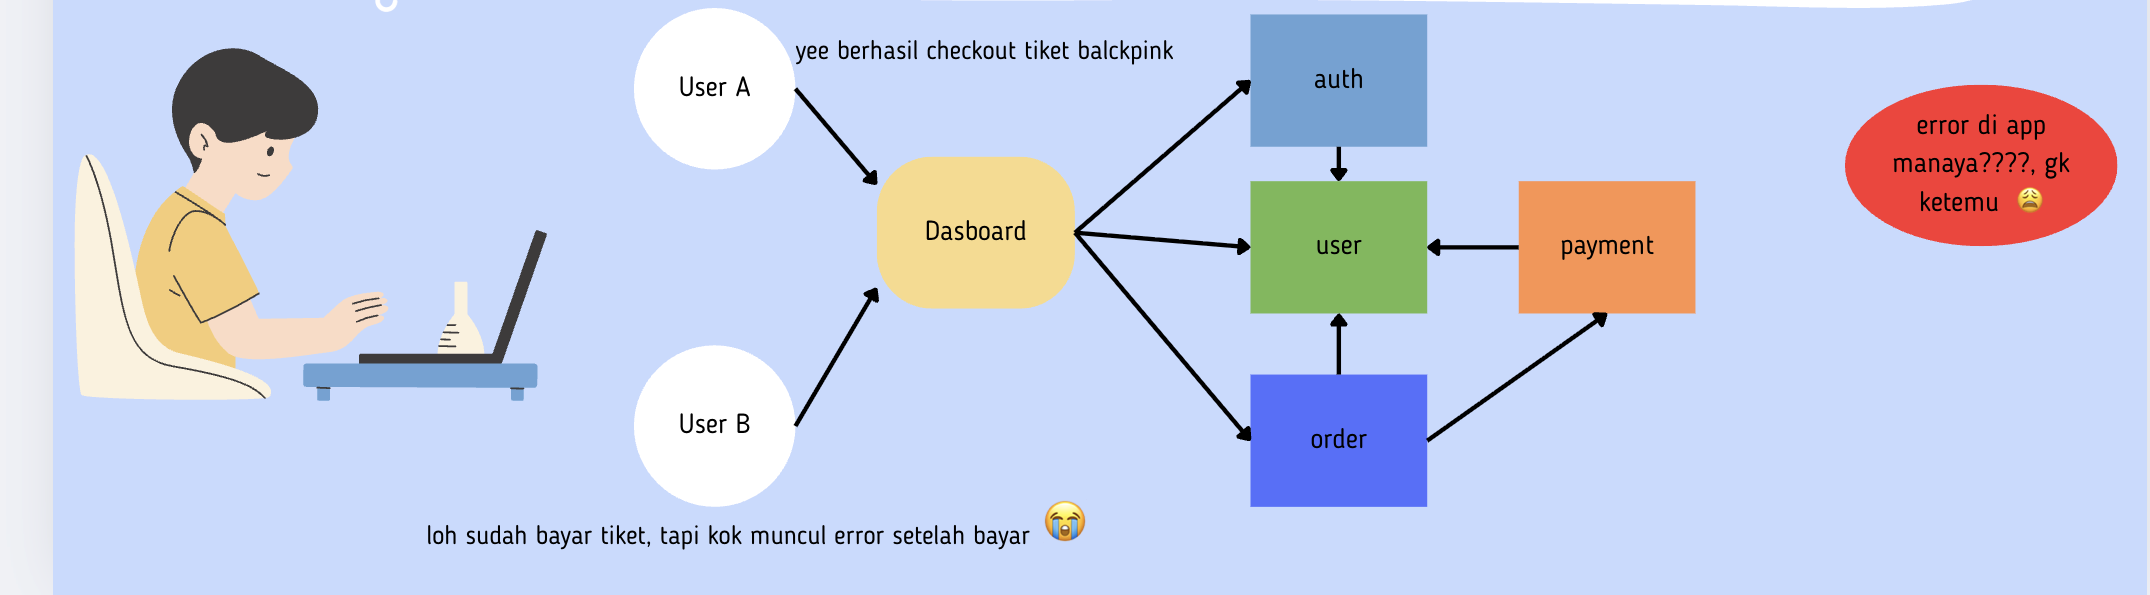 User A
yee berhasil checkout tiket balckpink
auth
error di app
manaya????, gk
ketemu 😩
Dasboard
user
payment
User B
order
loh sudah bayar tiket, tapi kok muncul error setelah bayar 😭